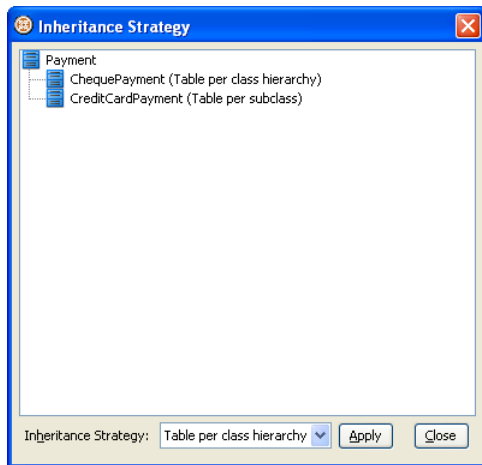 Inheritance Strategy
Payment
ChequePayment (Table per class hierarchy)
CreditCardPayment (Table per subclass)
Inheritance Strategy: Table per class hierarchy Apply Close